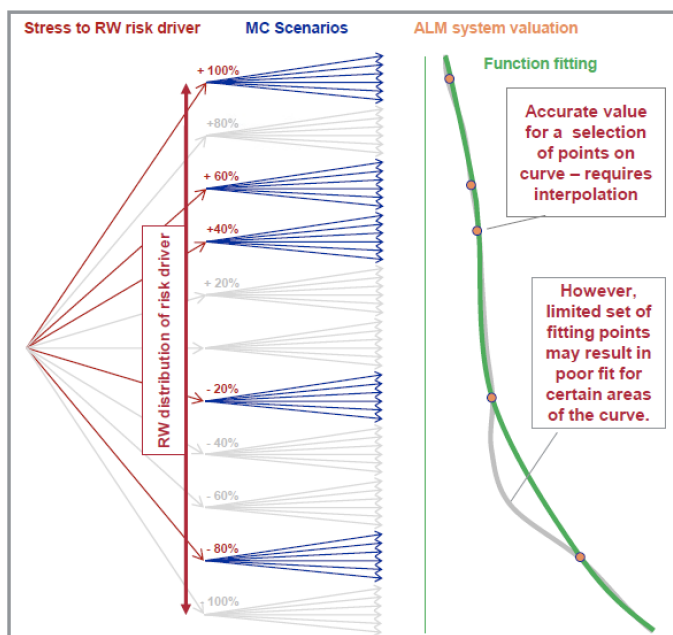 Stress to RW risk driver
MC Scenarios
ALM system valuation
Function fitting
+ 100%
+80%
+ 60%
+40%
+ 20%
- 20%
- 40%
- 60%
- 80%
- 100%
RW distribution of risk driver
Accurate value
for a selection
of points on
curve – requires
interpolation
However,
limited set of
fitting points
may result in
poor fit for
certain areas
of the curve.